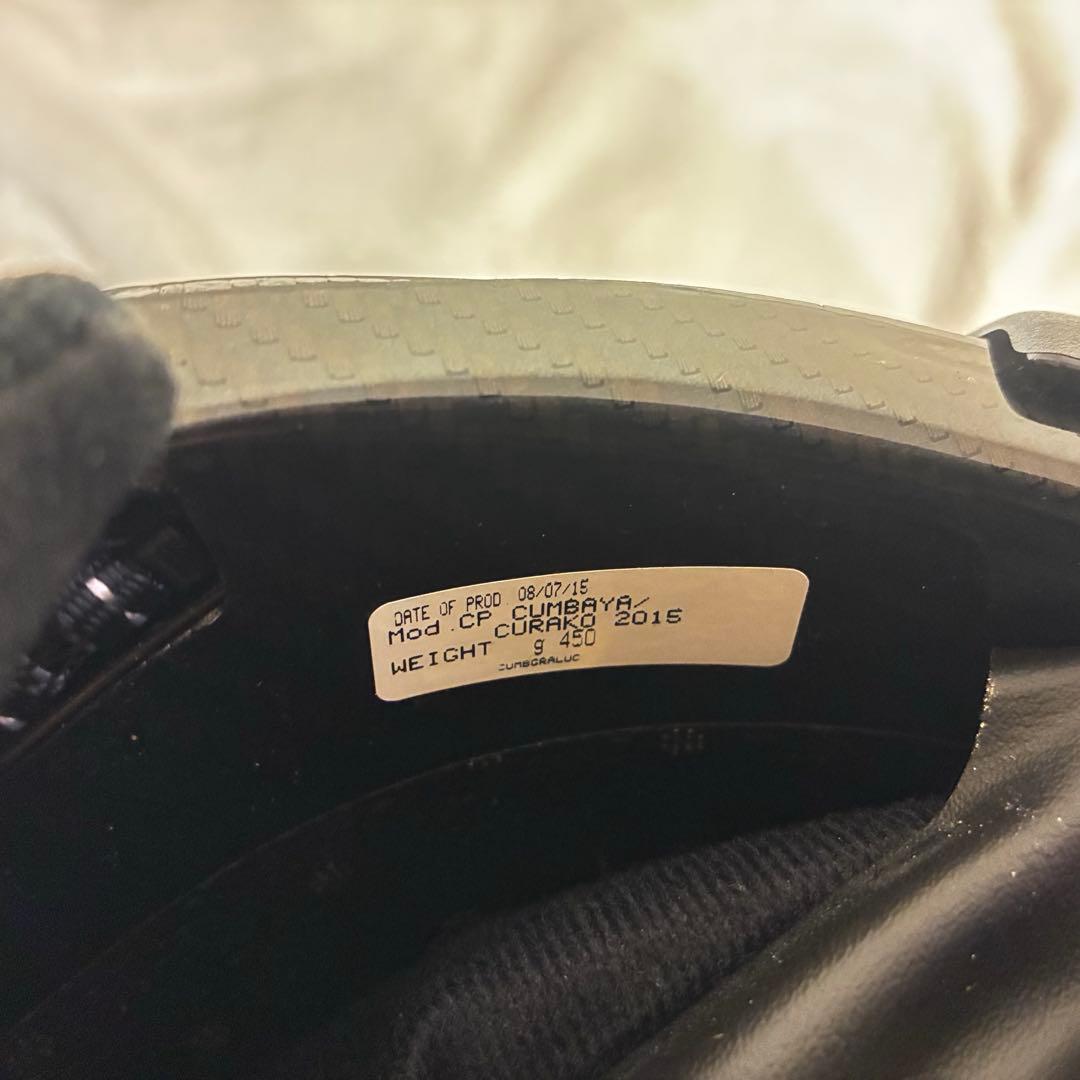 DATE OF PROD 08/07/15
Mod.CP CUMBAYA/
CURAKO 2015
WEIGHT g 450
CUMBGRALUC